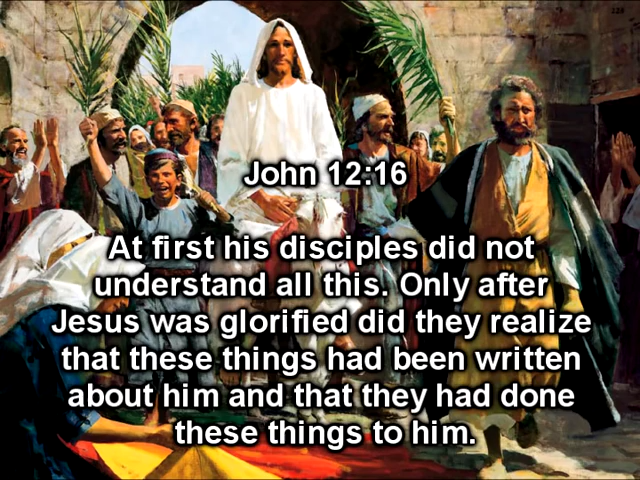 John 12:16
At first his disciples did not
understand all this. Only after
Jesus was glorified did they realize
that these things had been written
about him and that they had done
these things to him.